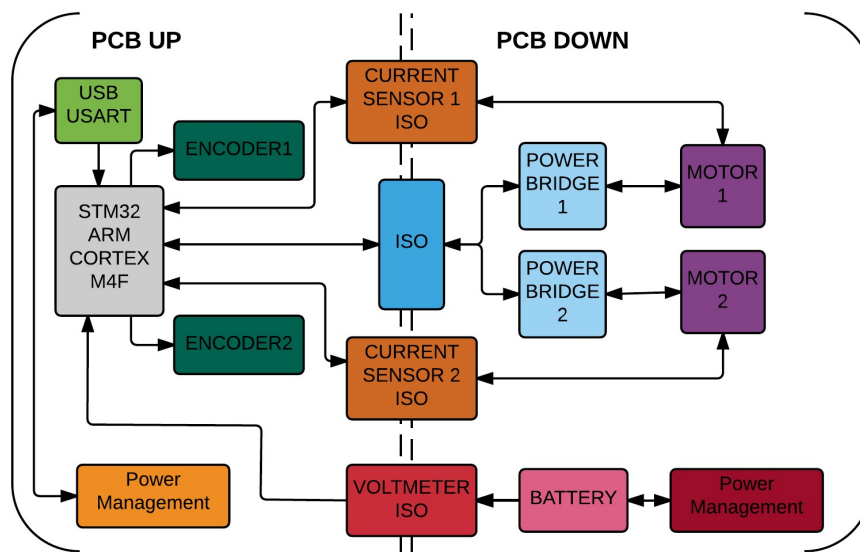 PCB UP
PCB DOWN
USB
USART
ENCODER1
CURRENT
SENSOR 1
ISO
STM32
ARM
CORTEX
M4F
ISO
POWER
BRIDGE
1
MOTOR
1
POWER
BRIDGE
2
MOTOR
2
ENCODER2
CURRENT
SENSOR 2
ISO
Power
Management
VOLTMETER
ISO
BATTERY
Power
Management